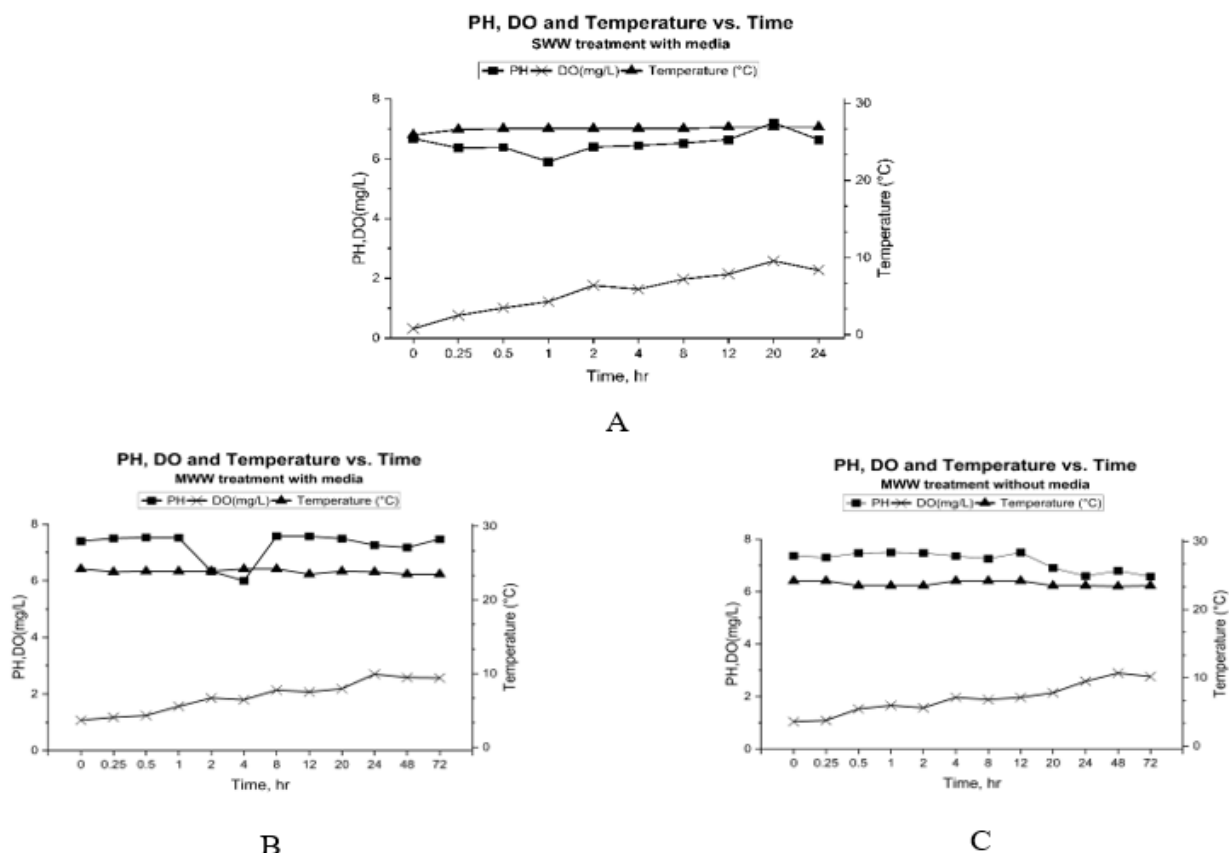 PH, DO and Temperature vs. Time
SWW treatment with media
PH DO(mg/L) Temperature (°C)
8
6
4
2
0
PH,DO(mg/L)
30
20
10
0
Temperature (°C)
0 0.25 0.5 1 2 4 8 12 20 24
Time, hr
A
PH, DO and Temperature vs. Time
MWW treatment with media
PH DO(mg/L) Temperature (°C)
8
6
4
2
0
PH,DO(mg/L)
30
20
10
0
Temperature (°C)
0 0.25 0.5 1 2 4 8 12 20 24 48 72
Time, hr
B
PH, DO and Temperature vs. Time
MWW treatment without media
PH DO(mg/L) Temperature (°C)
8
6
4
2
0
PH,DO(mg/L)
30
20
10
0
Temperature (°C)
0 0.25 0.5 1 2 4 8 12 20 24 48 72
Time, hr
C